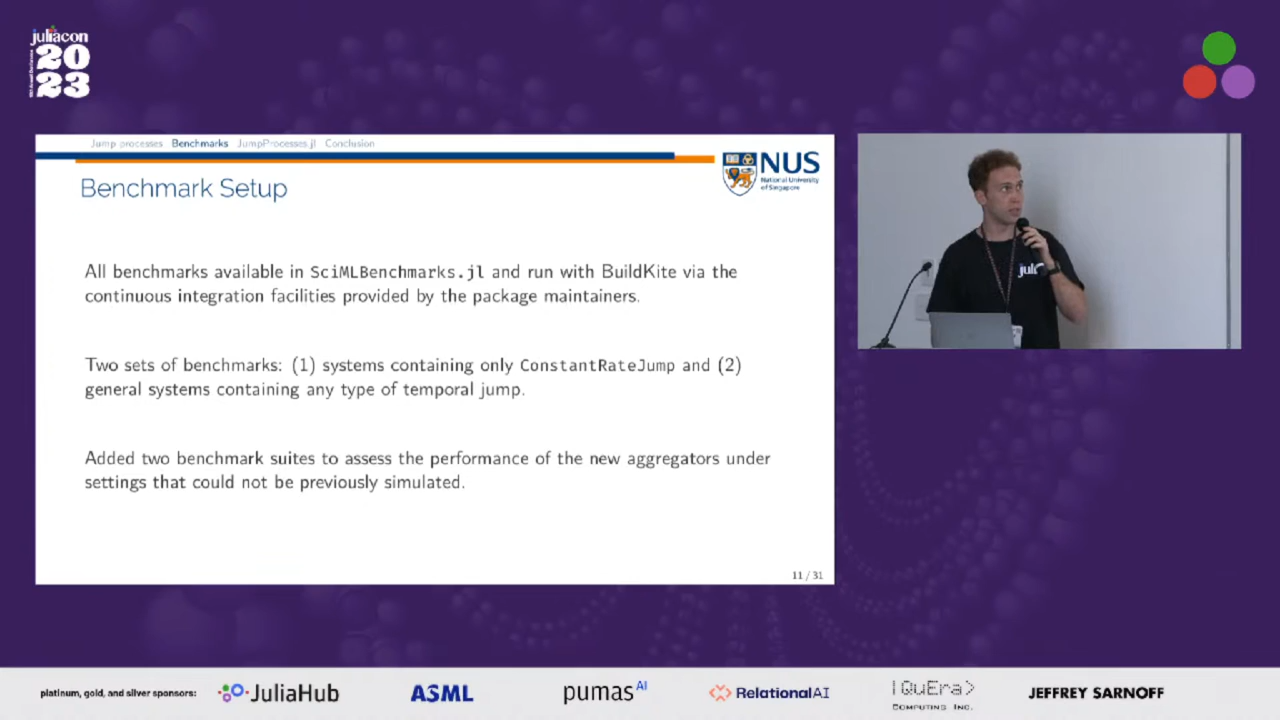 juliacon
20
23
Jump processes Benchmarks JumpProcesses.jl Conclusion
NUS
National University
of Singapore
Benchmark Setup
All benchmarks available in SciMLBenchmarks.jl and run with BuildKite via the
continuous integration facilities provided by the package maintainers.
Two sets of benchmarks: (1) systems containing only ConstantRateJump and (2)
general systems containing any type of temporal jump.
Added two benchmark suites to assess the performance of the new aggregators under
settings that could not be previously simulated.
11 / 31
platinum, gold, and silver sponsors:
JuliaHub
ASML
pumas AI
RelationalAI
|QuEra>
Computing Inc.
JEFFREY SARNOFF